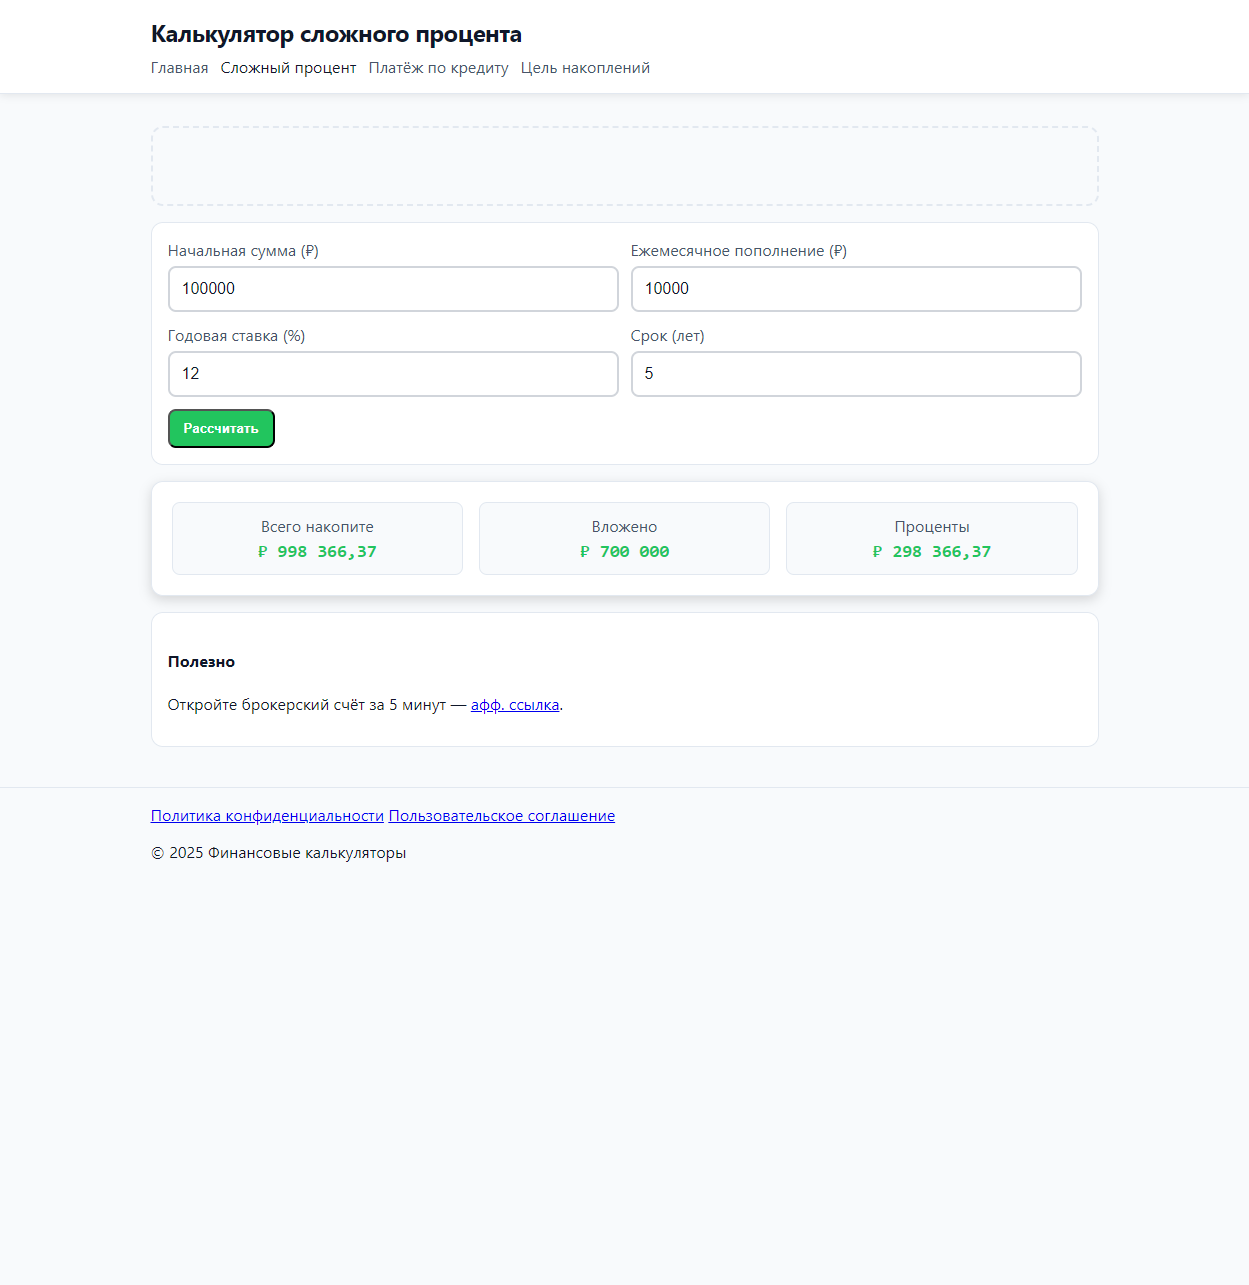 Калькулятор сложного процента
Главная Сложный процент Платёж по кредиту Цель накоплений
Начальная сумма (₽) Ежемесячное пополнение (₽)
100000 10000
Годовая ставка (%) Срок (лет)
12 5
Рассчитать
Всего накопите Вложено Проценты
₽ 998 366,37 ₽ 700 000 ₽ 298 366,37
Полезно
Откройте брокерский счёт за 5 минут — афф. ссылка.
Политика конфиденциальности Пользовательское соглашение
© 2025 Финансовые калькуляторы